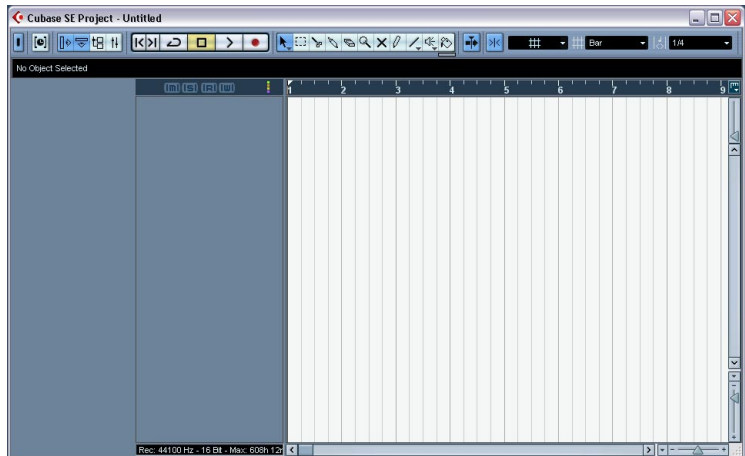 Cubase SE Project - Untitled
Bar
1/4
No Object Selected
M S R W
1 2 3 4 5 6 7 8 9
Rec: 44100 Hz - 16 Bit - Max: 608h 12